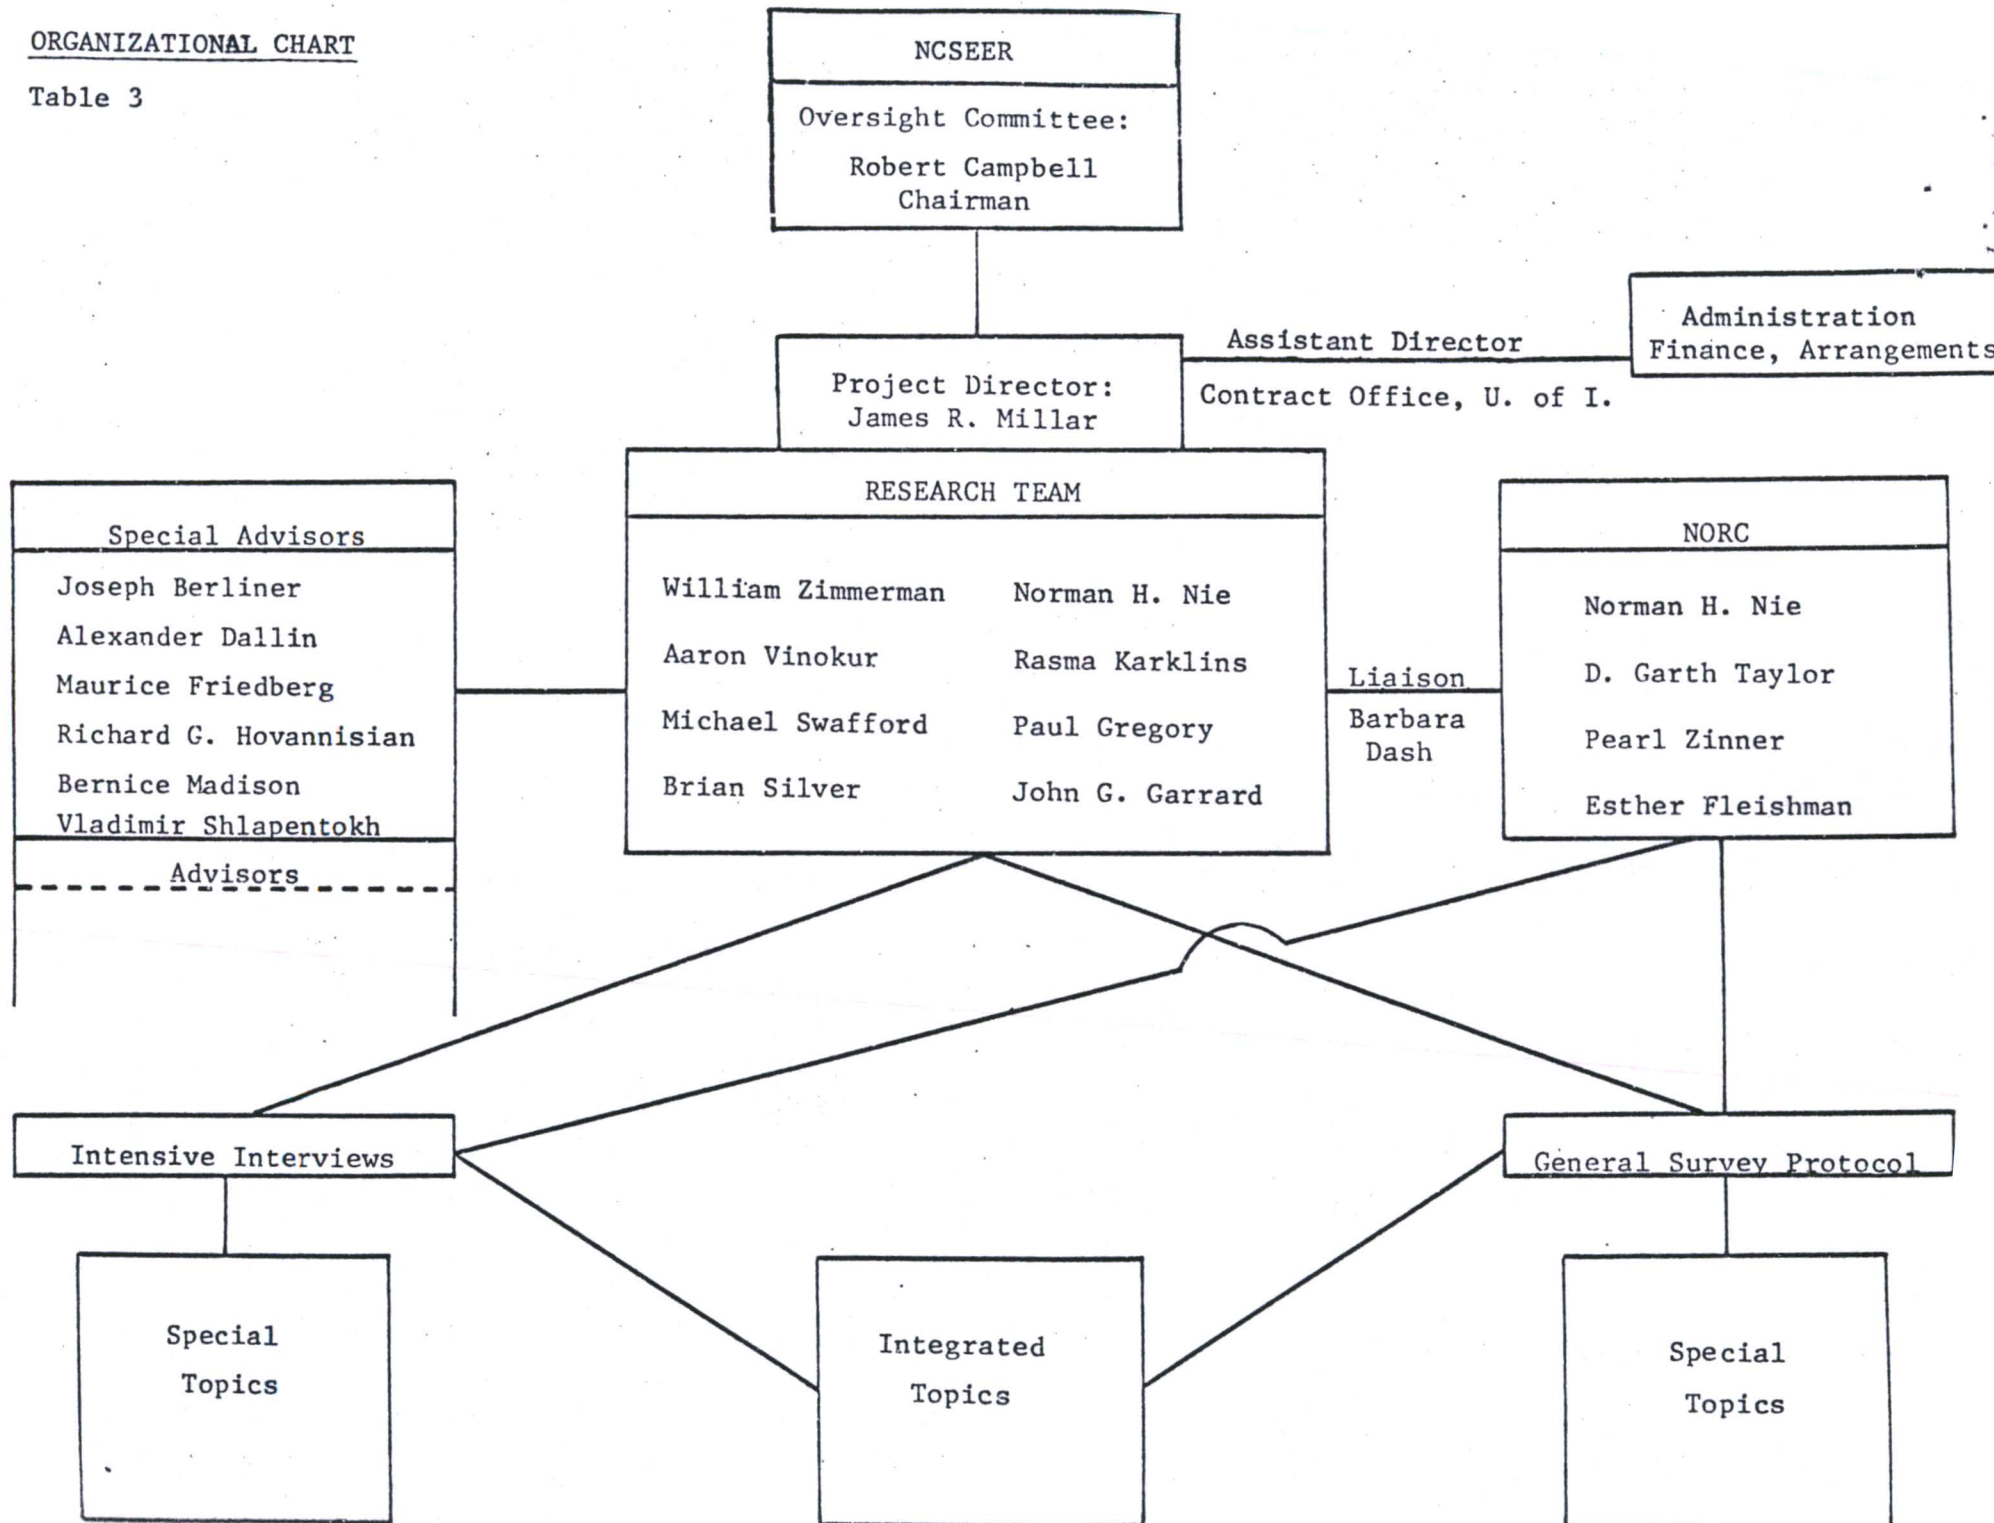 ORGANIZATIONAL CHART
Table 3
NCSEER
Oversight Committee:
Robert Campbell
Chairman
Administration
Finance, Arrangements
Assistant Director
Contract Office, U. of I.
Project Director:
James R. Millar
Special Advisors
Joseph Berliner
Alexander Dallin
Maurice Friedberg
Richard G. Hovannisian
Bernice Madison
Vladimir Shlapentokh
Advisors
RESEARCH TEAM
William Zimmerman
Norman H. Nie
Aaron Vinokur
Rasma Karklins
Michael Swafford
Paul Gregory
Brian Silver
John G. Garrard
Liaison
Barbara
Dash
NORC
Norman H. Nie
D. Garth Taylor
Pearl Zinner
Esther Fleishman
Intensive Interviews
General Survey Protocol
Special
Topics
Integrated
Topics
Special
Topics